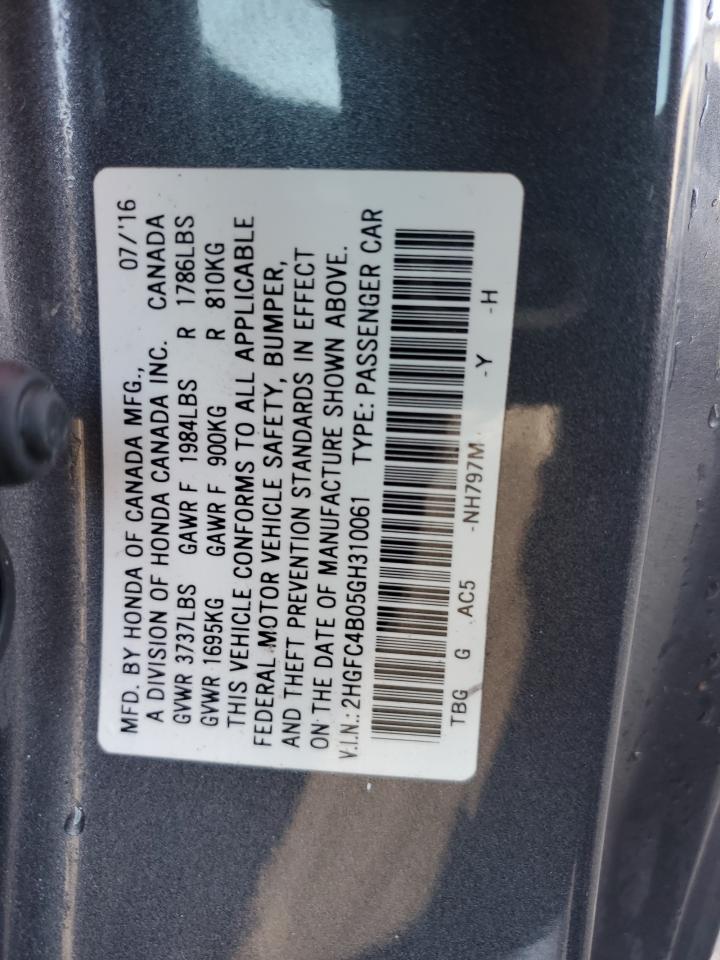 MFD. BY HONDA OF CANADA MFG., 07/'16
A DIVISION OF HONDA CANADA INC. CANADA
GVWR 3737LBS GAWR F 1984LBS R 1786LBS
GVWR 1695KG GAWR F 900KG R 810KG
THIS VEHICLE CONFORMS TO ALL APPLICABLE
FEDERAL MOTOR VEHICLE SAFETY, BUMPER,
AND THEFT PREVENTION STANDARDS IN EFFECT
ON THE DATE OF MANUFACTURE SHOWN ABOVE.
V.I.N.: 2HGFC4B05GH310061 TYPE: PASSENGER CAR
TBG G AC5 -NH797M -Y -H